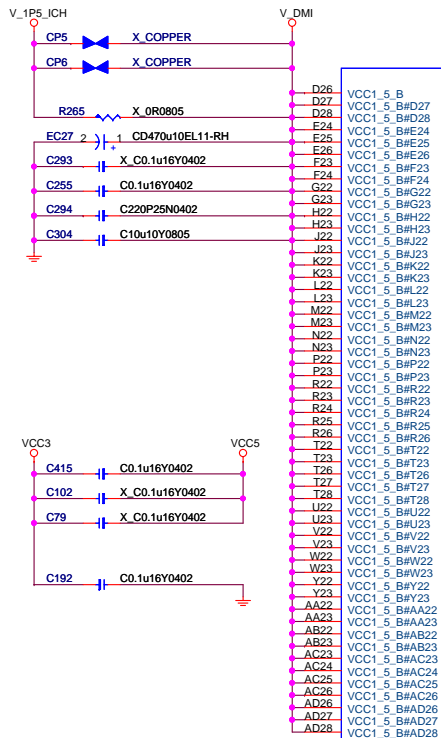 V_1P5_ICH V_DMI
CP5 X_COPPER
CP6 X_COPPER
R265 X_0R0805
EC27 2 1 CD470u10EL11-RH
+
C293 X_C0.1u16Y0402
C255 C0.1u16Y0402
C294 C220P25N0402
C304 C10u10Y0805
VCC3 VCC5
C415 C0.1u16Y0402
C102 X_C0.1u16Y0402
C79 X_C0.1u16Y0402
C192 C0.1u16Y0402
D26 VCC1_5_B
D27 VCC1_5_B#D27
D28 VCC1_5_B#D28
E24 VCC1_5_B#E24
E25 VCC1_5_B#E25
E26 VCC1_5_B#E26
F23 VCC1_5_B#F23
F24 VCC1_5_B#F24
G22 VCC1_5_B#G22
G23 VCC1_5_B#G23
H22 VCC1_5_B#H22
H23 VCC1_5_B#H23
J22 VCC1_5_B#J22
J23 VCC1_5_B#J23
K22 VCC1_5_B#K22
K23 VCC1_5_B#K23
L22 VCC1_5_B#L22
L23 VCC1_5_B#L23
M22 VCC1_5_B#M22
M23 VCC1_5_B#M23
N22 VCC1_5_B#N22
N23 VCC1_5_B#N23
P22 VCC1_5_B#P22
P23 VCC1_5_B#P23
R22 VCC1_5_B#R22
R23 VCC1_5_B#R23
R24 VCC1_5_B#R24
R25 VCC1_5_B#R25
R26 VCC1_5_B#R26
T22 VCC1_5_B#T22
T23 VCC1_5_B#T23
T26 VCC1_5_B#T26
T27 VCC1_5_B#T27
T28 VCC1_5_B#T28
U22 VCC1_5_B#U22
U23 VCC1_5_B#U23
V22 VCC1_5_B#V22
V23 VCC1_5_B#V23
W22 VCC1_5_B#W22
W23 VCC1_5_B#W23
Y22 VCC1_5_B#Y22
Y23 VCC1_5_B#Y23
AA22 VCC1_5_B#AA22
AA23 VCC1_5_B#AA23
AB22 VCC1_5_B#AB22
AB23 VCC1_5_B#AB23
AC23 VCC1_5_B#AC23
AC24 VCC1_5_B#AC24
AC25 VCC1_5_B#AC25
AC26 VCC1_5_B#AC26
AD26 VCC1_5_B#AD26
AD27 VCC1_5_B#AD27
AD28 VCC1_5_B#AD28